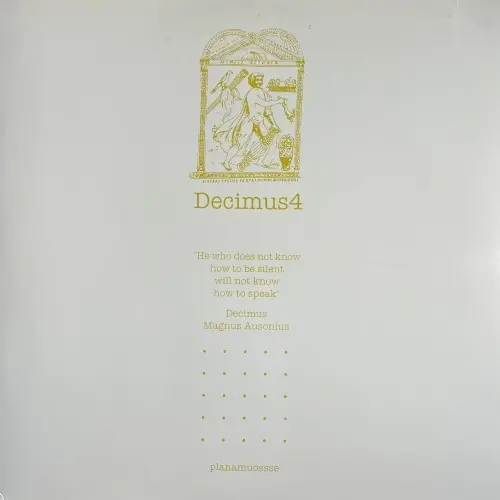 Decimus4
"He who does not know
how to be silent
will not know
how to speak"
Decimus
Magnus Ausonius
planamuossse